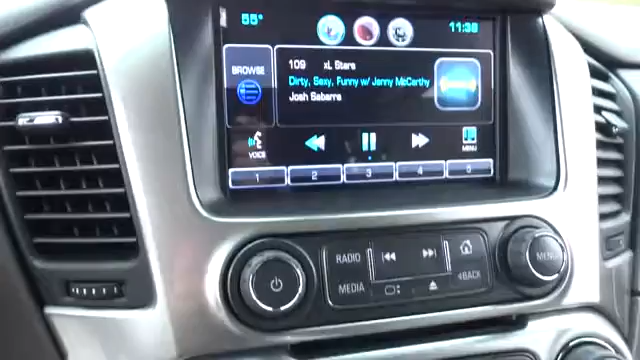 55°
11:38
109 xL Stars
BROWSE
Dirty, Sexy, Funny w/ Jenny McCarthy
Josh Sabarra
VOICE
MENU
1 2 3 4 5
RADIO
MEDIA
BACK
MENU